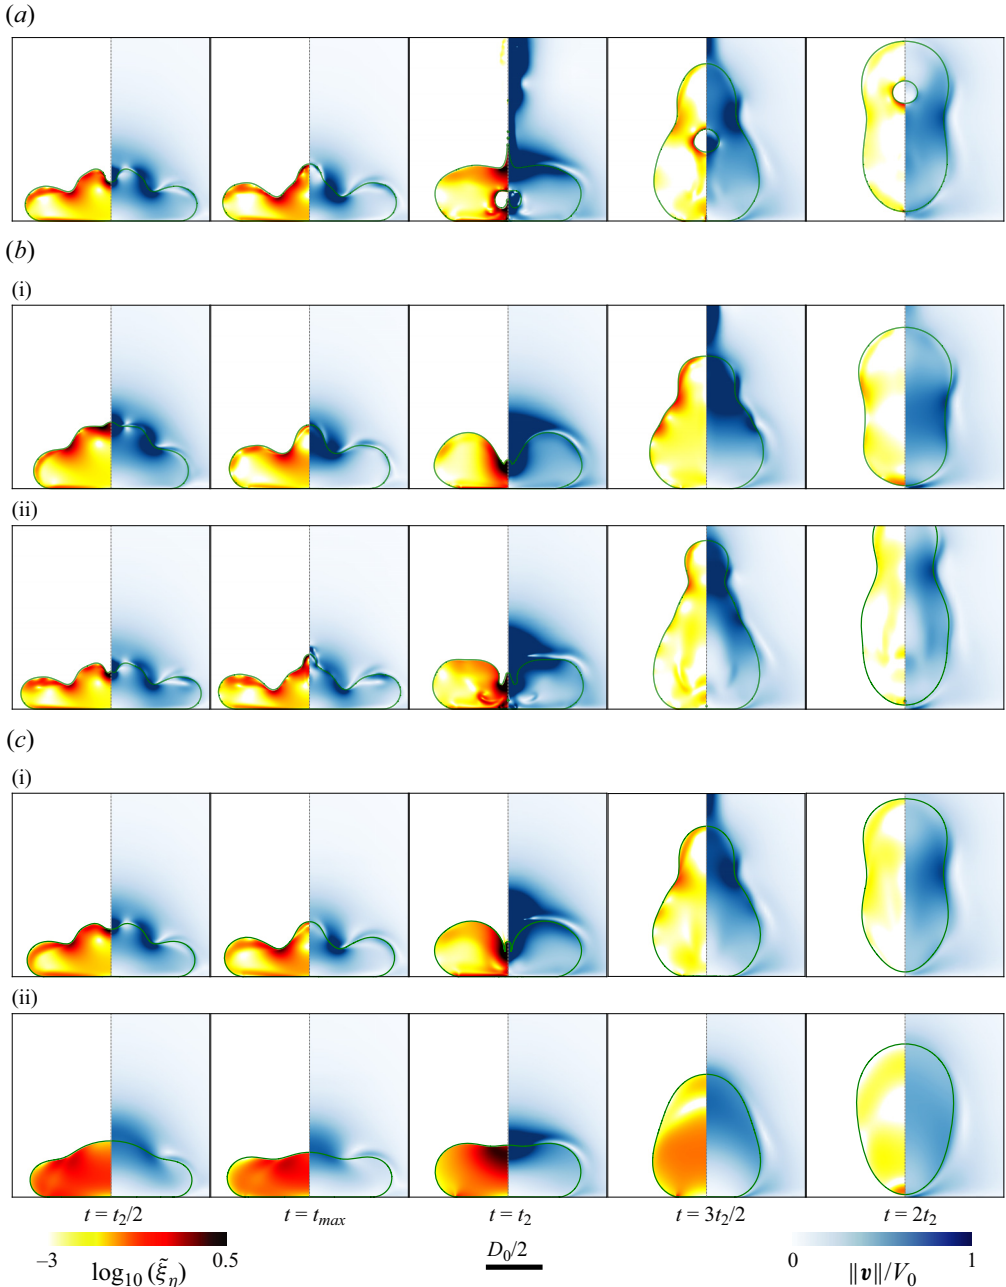 (a)
(b)
(i)
(ii)
(c)
(i)
(ii)
t = t₂/2
t = tₘₐₓ
t = t₂
t = 3t₂/2
t = 2t₂
−3 0.5
log₁₀ (ξ̃η)
D₀/2
0 1
‖v‖/V₀